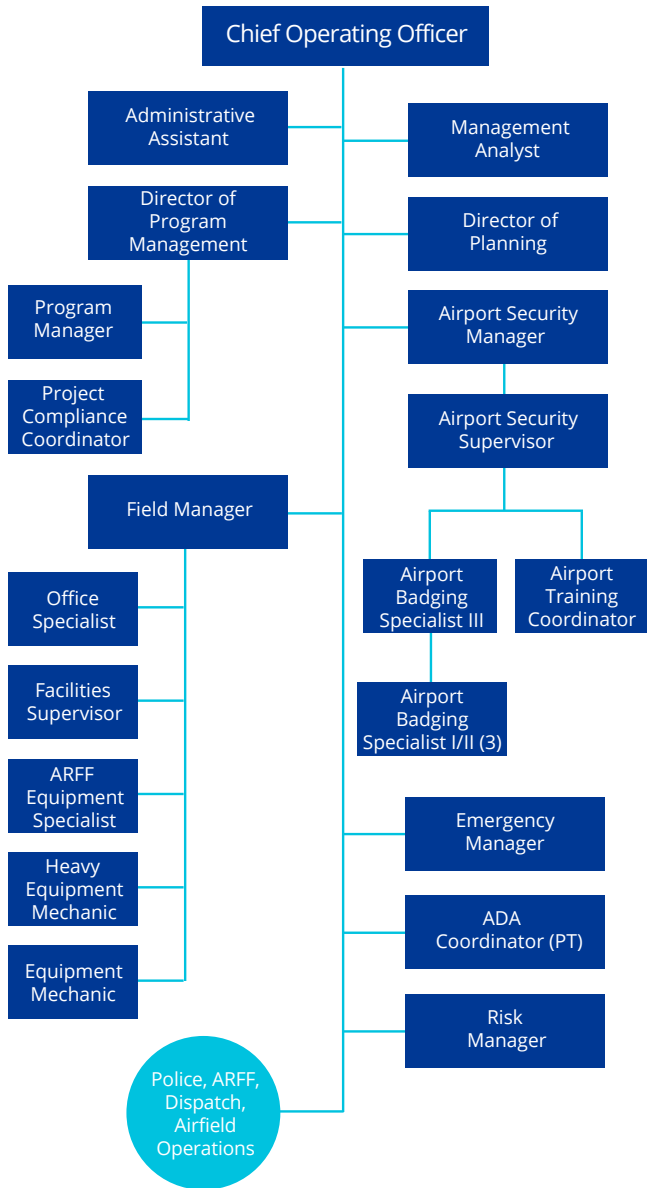 Chief Operating Officer
Administrative
Assistant
Management
Analyst
Director of
Program
Management
Director of
Planning
Program
Manager
Airport Security
Manager
Project
Compliance
Coordinator
Airport Security
Supervisor
Field Manager
Airport
Badging
Specialist III
Airport
Training
Coordinator
Office
Specialist
Facilities
Supervisor
Airport
Badging
Specialist I/II (3)
ARFF
Equipment
Specialist
Emergency
Manager
Heavy
Equipment
Mechanic
ADA
Coordinator (PT)
Equipment
Mechanic
Risk
Manager
Police, ARFF,
Dispatch,
Airfield
Operations